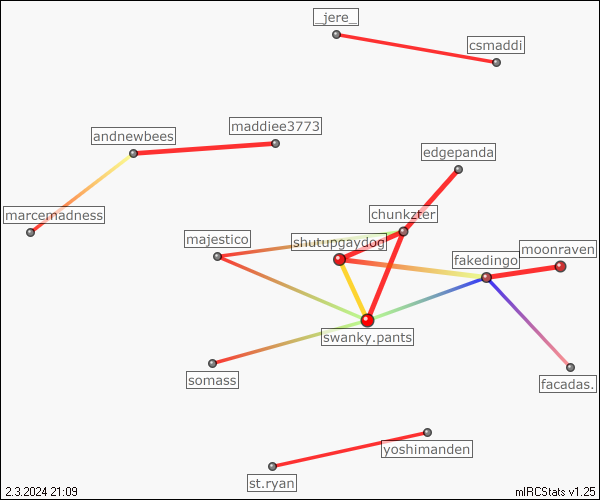 _jere_
csmaddi
maddiee3773
andnewbees
edgepanda
marcemadness
chunkzter
majestico
shutupgaydog
moonraven
fakedingo
swanky.pants
somass
facadas.
yoshimanden
st.ryan
2.3.2024 21:09
mIRCStats v1.25